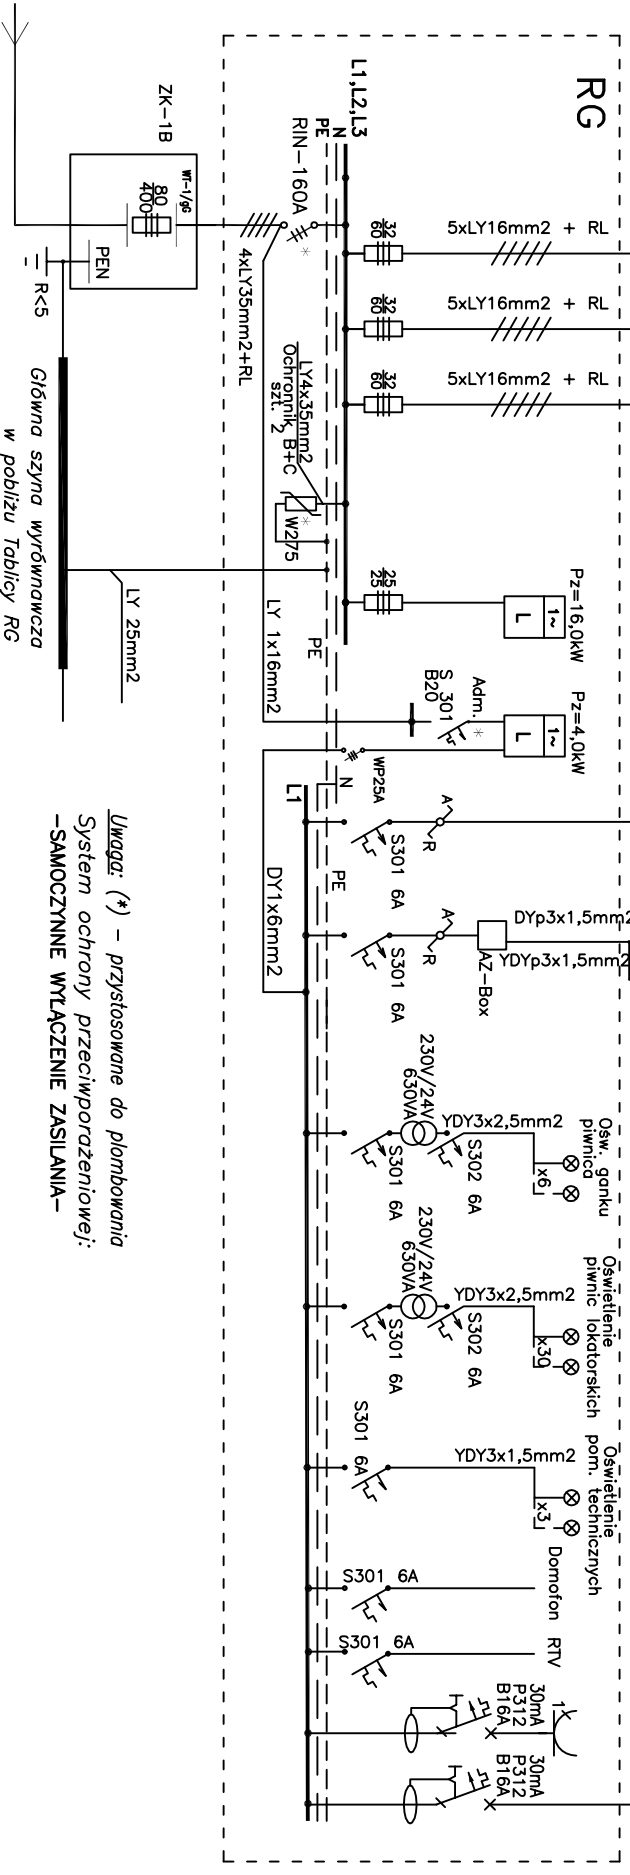 RG
L1,L2,L3
N
PE
ZK-1B
WT-1/gG
80
400
PEN
R<5
RIN-160A
*
4xLY35mm2+RL
32
60
5xLY16mm2 + RL
32
60
5xLY16mm2 + RL
32
60
5xLY16mm2 + RL
LY4x35mm2
Ochronnik B+C
szt. 2
*
W275
25
25
Pz=16,0kW
1~
L
Główna szyna wyrównawcza
w pobliżu Tablicy RG
LY 25mm2
LY 1x16mm2
PE
Adm.
*
S 301
B20
Pz=4,0kW
1~
L
WP25A
N
L1
PE
DY1x6mm2
S301 6A
A
R
S301 6A
A
R
AZ-Box
DYp3x1,5mm2
YDYp3x1,5mm2
230V/24V
630VA
S301 6A
S302 6A
YDY3x2,5mm2
x6
Ośw. ganku
piwnica
230V/24V
630VA
S301 6A
S302 6A
YDY3x2,5mm2
x30
Oświetlenie
piwnic lokatorskich
S301 6A
YDY3x1,5mm2
x3
Oświetlenie
pom. technicznych
S301 6A
Domofon
S301 6A
RTV
30mA
P312
B16A
1
30mA
P312
B16A
Uwaga: (*) - przystosowane do plombowania
System ochrony przeciwporażeniowej:
-SAMOCZYNNE WYŁĄCZENIE ZASILANIA-